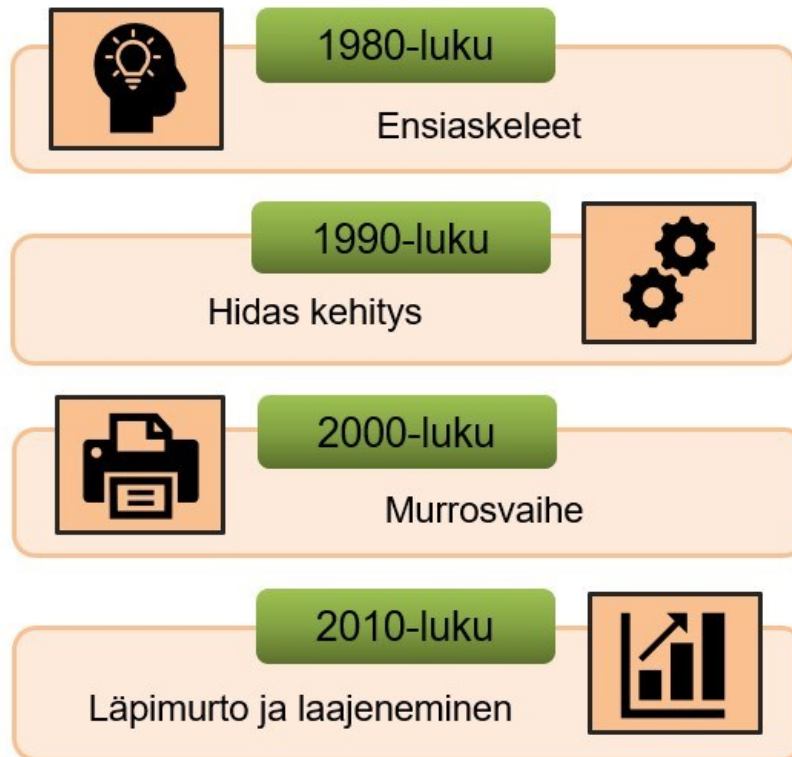 1980-luku
Ensiaskeleet
1990-luku
Hidas kehitys
2000-luku
Murrosvaihe
2010-luku
Läpimurto ja laajeneminen